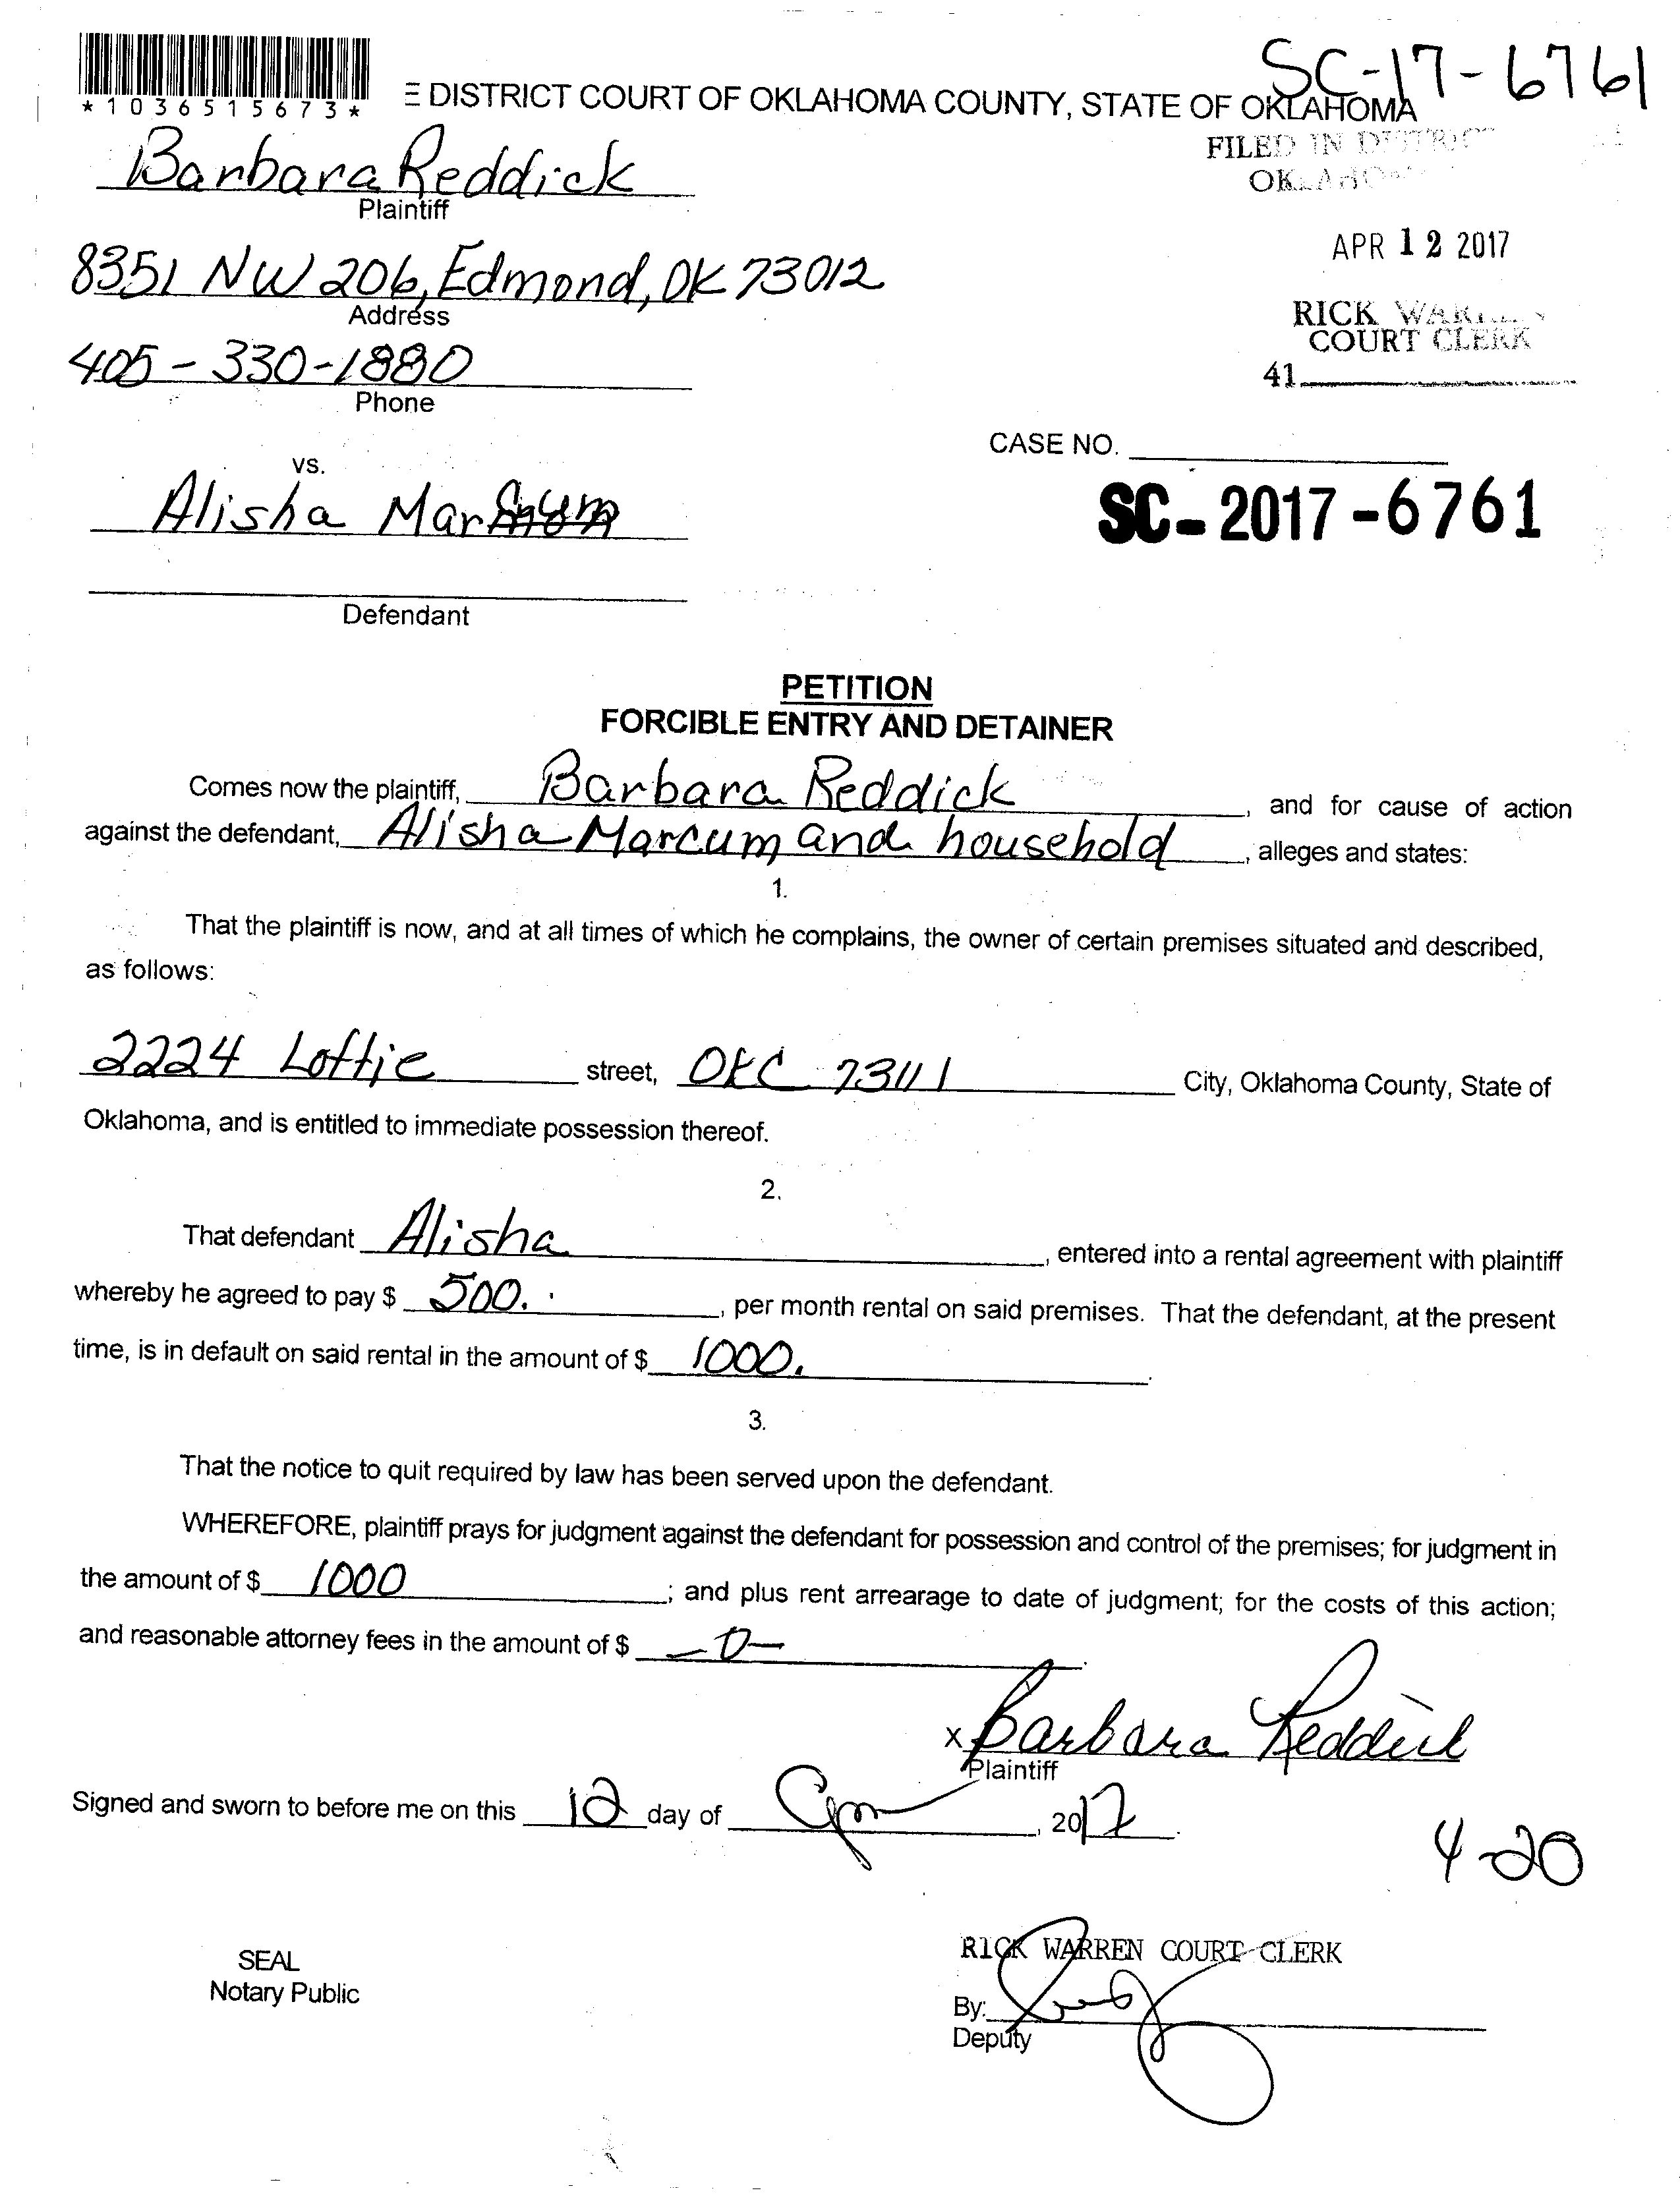 SC-17-6761
*1036515673*
E DISTRICT COURT OF OKLAHOMA COUNTY, STATE OF OKLAHOMA
FILED IN DISTRICT
Barbara Reddick
Plaintiff
APR 12 2017
8351 NW 206, Edmond, OK 73012
Address
RICK WARREN
COURT CLERK
405-330-1880
41
Phone
CASE NO.
vs.
Alisha
SC-2017-6761
Defendant
PETITION
FORCIBLE ENTRY AND DETAINER
Comes now the plaintiff, Barbara Reddick, and for cause of action
against the defendant, Alisha Marcum and household, alleges and states:
1.
That the plaintiff is now, and at all times of which he complains, the owner of certain premises situated and described,
as follows:
2224 Lottie street, OKC 73111 City, Oklahoma County, State of
Oklahoma, and is entitled to immediate possession thereof.
2.
That defendant Alisha, entered into a rental agreement with plaintiff
whereby he agreed to pay $ 500., per month rental on said premises. That the defendant, at the present
time, is in default on said rental in the amount of $ 1000.
3.
That the notice to quit required by law has been served upon the defendant.
WHEREFORE, plaintiff prays for judgment against the defendant for possession and control of the premises; for judgment in
the amount of $ 1000; and plus rent arrearage to date of judgment; for the costs of this action;
and reasonable attorney fees in the amount of $ -0-.
x Barbara Reddick
Plaintiff
Signed and sworn to before me on this 12 day of Apr, 2017.
4-20
SEAL
Notary Public
RICK WARREN COURT CLERK
By:
Deputy